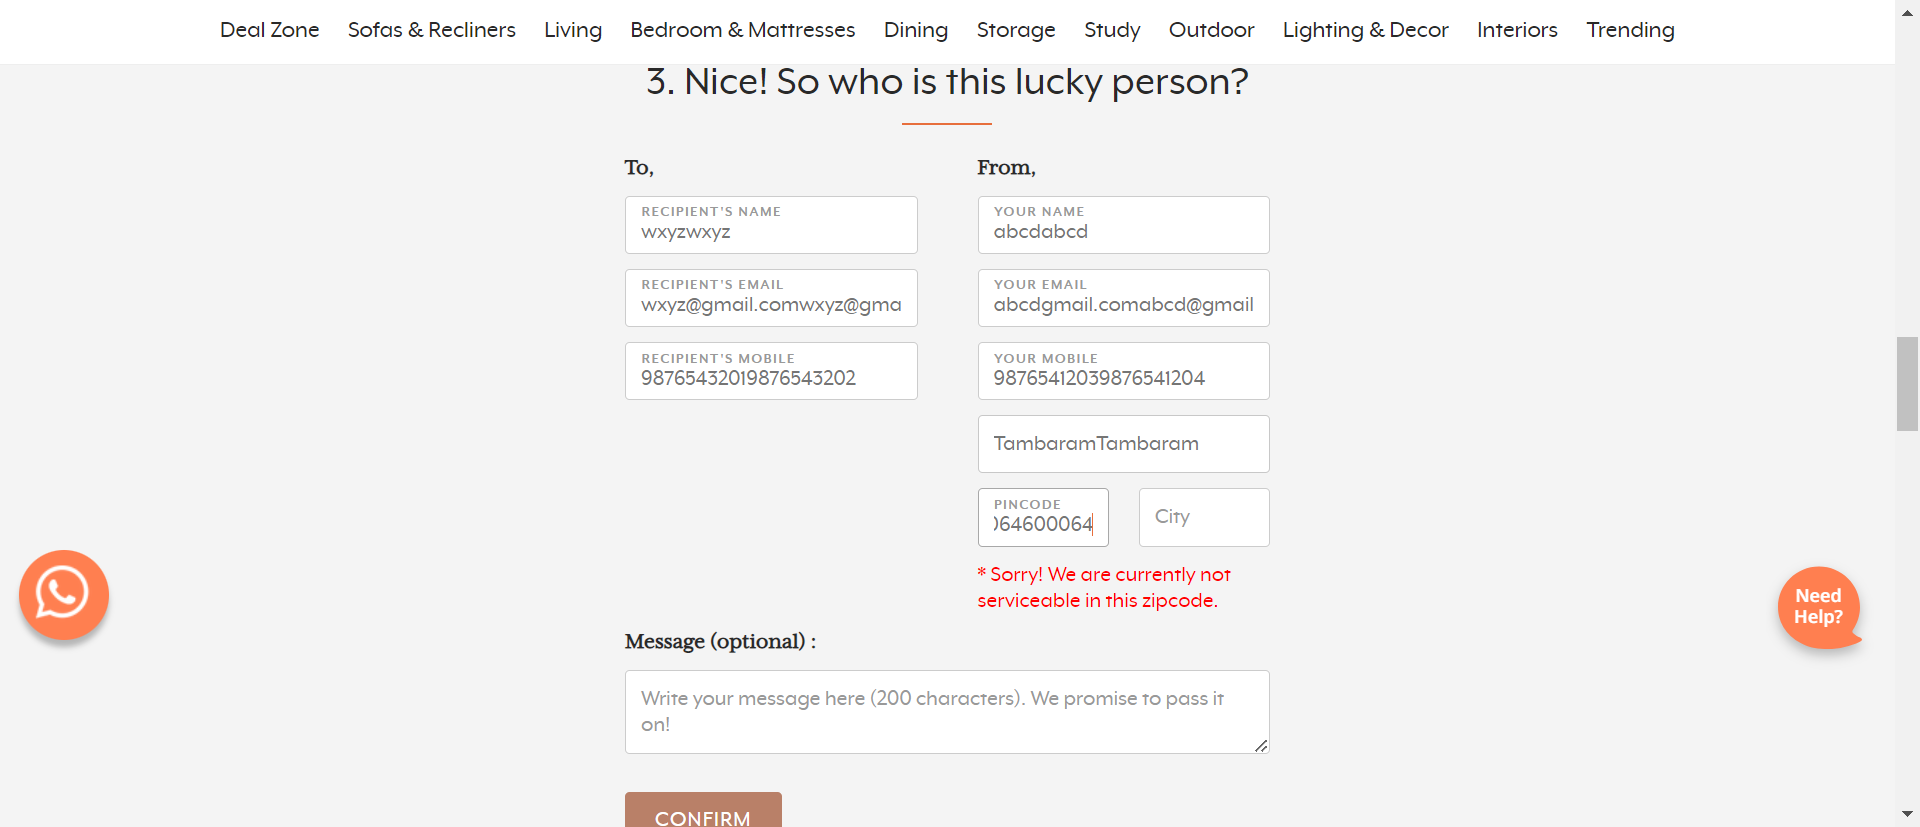 Deal Zone Sofas & Recliners Living Bedroom & Mattresses Dining Storage Study Outdoor Lighting & Decor Interiors Trending
3. Nice! So who is this lucky person?
To,
RECIPIENT'S NAME
wxyzwxyz
RECIPIENT'S EMAIL
wxyz@gmail.comwxyz@gma
RECIPIENT'S MOBILE
98765432019876543202
From,
YOUR NAME
abcdabcd
YOUR EMAIL
abcdgmail.comabcd@gmail
YOUR MOBILE
98765412039876541204
TambaramTambaram
PINCODE
064600064
City
* Sorry! We are currently not
serviceable in this zipcode.
Message (optional) :
Write your message here (200 characters). We promise to pass it
on!
CONFIRM
Need
Help?